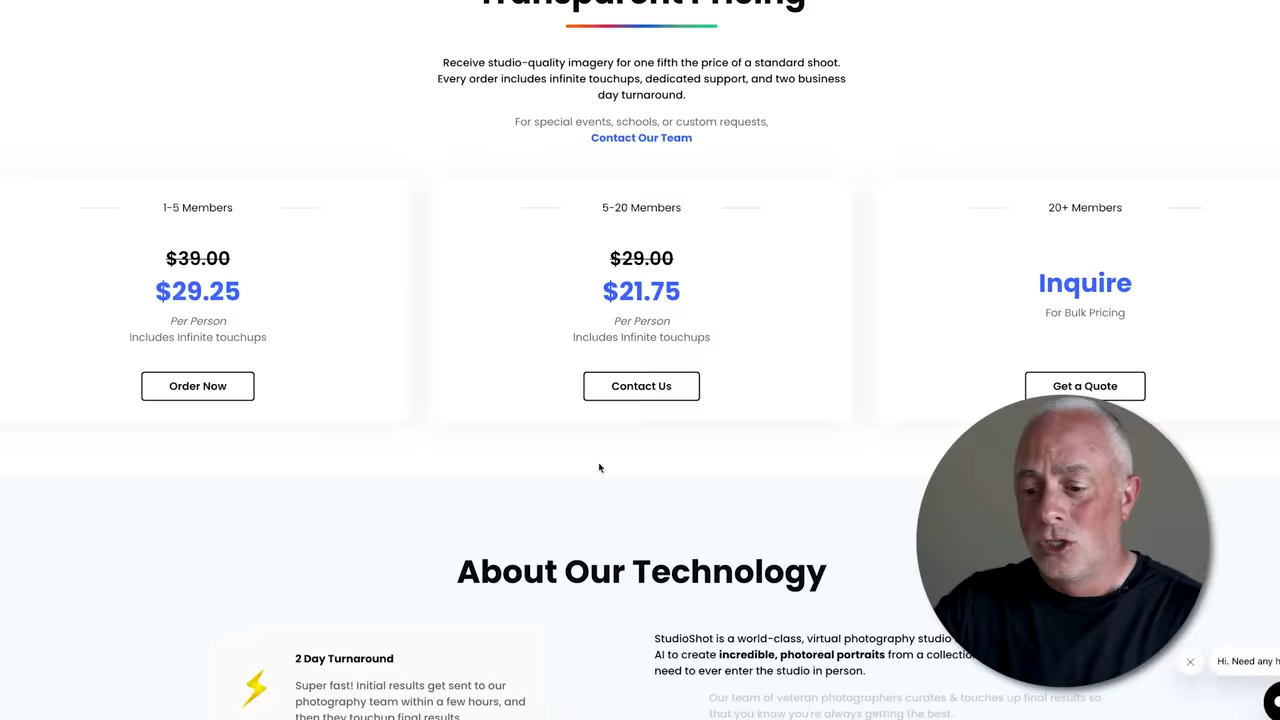 Transparent Pricing
Receive studio-quality imagery for one fifth the price of a standard shoot.
Every order includes infinite touchups, dedicated support, and two business
day turnaround.
For special events, schools, or custom requests,
Contact Our Team
1-5 Members
$39.00
$29.25
Per Person
Includes Infinite touchups
Order Now
5-20 Members
$29.00
$21.75
Per Person
Includes Infinite touchups
Contact Us
20+ Members
Inquire
For Bulk Pricing
Get a Quote
About Our Technology
2 Day Turnaround
Super fast! Initial results get sent to our
photography team within a few hours, and
then they touchup final results
StudioShot is a world-class, virtual photography studio
AI to create incredible, photoreal portraits from a
need to ever enter the studio in person.
Our team of veteran photographers curates & touches up final results so
that you know you're always getting the best.
Hi. Need any